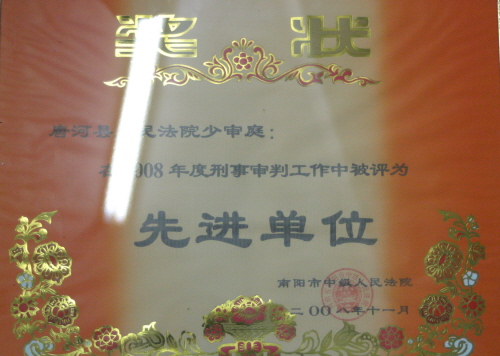 奖状
唐河县人民法院少审庭：
在2008年度刑事审判工作中被评为
先进单位
南阳市中级人民法院
二〇〇八年十一月